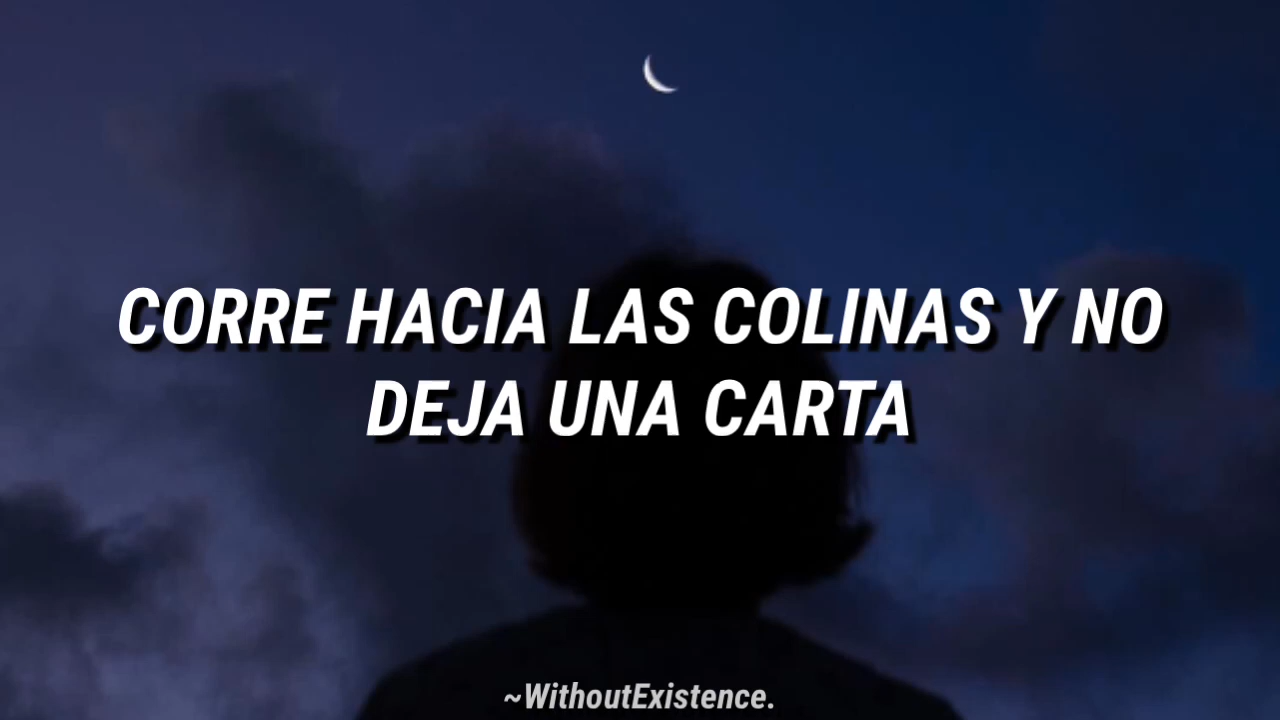 CORRE HACIA LAS COLINAS Y NO
DEJA UNA CARTA
~WithoutExistence.